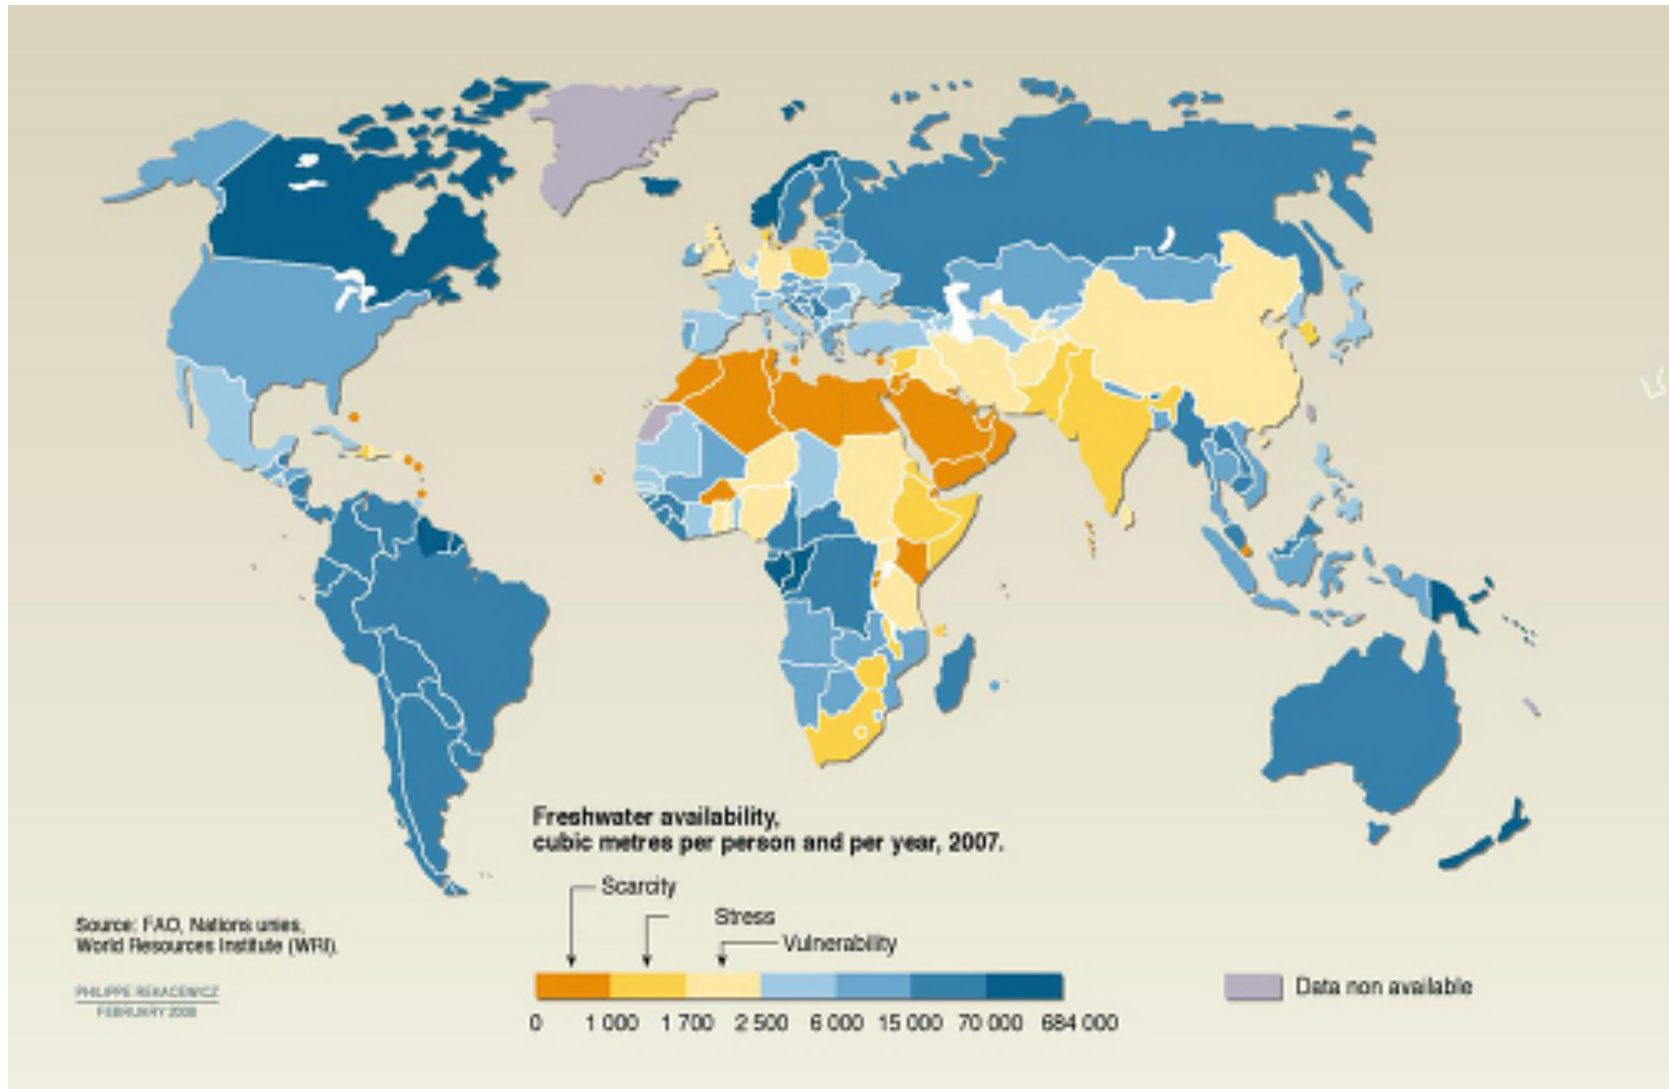 Freshwater availability,
cubic metres per person and per year, 2007.
Scarcity
Stress
Vulnerability
0 1 000 1 700 2 500 6 000 15 000 70 000 684 000
Data non available
Source: FAO, Nations unies,
World Resources Institute (WRI).
PHILIPPE REKACEWICZ
FEBRUARY 2008